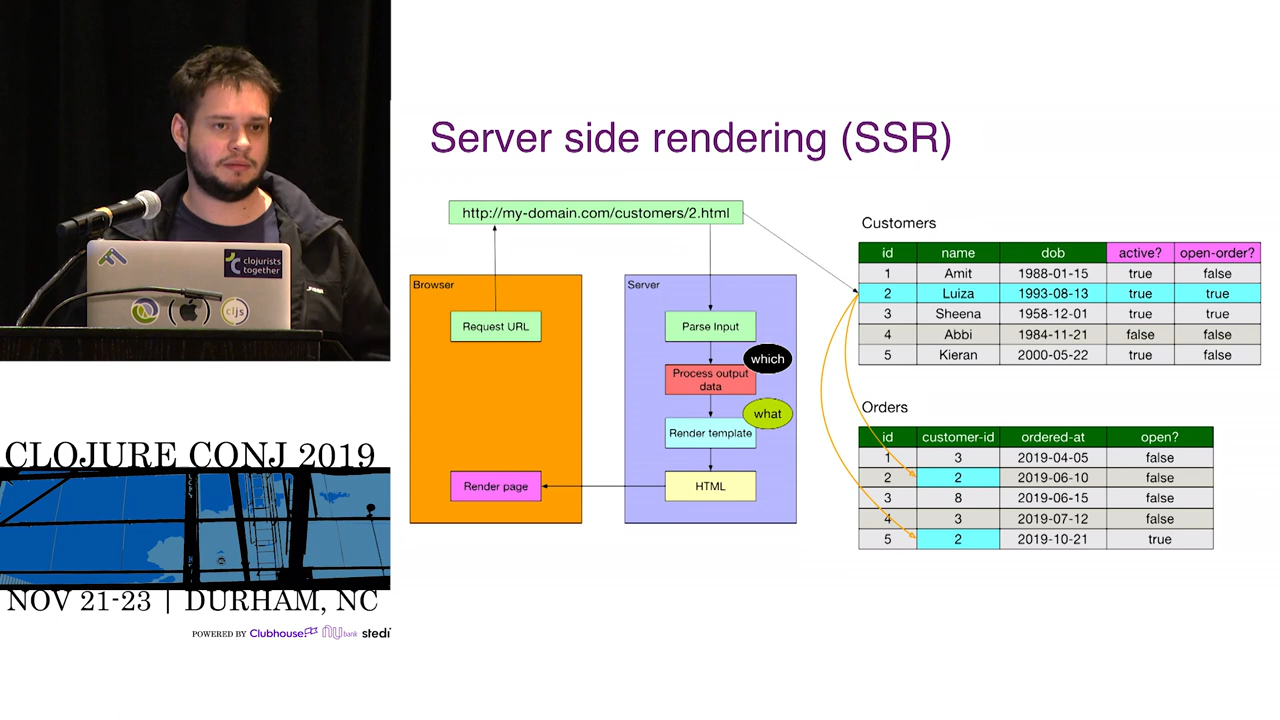 Server side rendering (SSR)
http://my-domain.com/customers/2.html
Browser
Request URL
Render page
Server
Parse Input
which
Process output
data
what
Render template
HTML
Customers
id name dob active? open-order?
1 Amit 1988-01-15 true false
2 Luiza 1993-08-13 true true
3 Sheena 1958-12-01 true true
4 Abbi 1984-11-21 false false
5 Kieran 2000-05-22 true false
Orders
id customer-id ordered-at open?
1 3 2019-04-05 false
2 2 2019-06-10 false
3 8 2019-06-15 false
4 3 2019-07-12 false
5 2 2019-10-21 true
clojurists
together
cljs
CLOJURE CONJ 2019
NOV 21-23 | DURHAM, NC
POWERED BY Clubhouse nu bank stedi